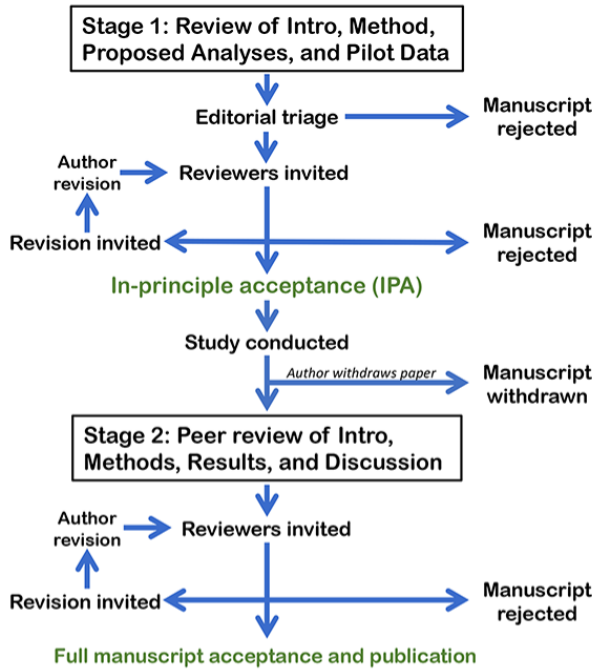 Stage 1: Review of Intro, Method,
Proposed Analyses, and Pilot Data
Editorial triage
Manuscript
rejected
Author
revision
Reviewers invited
Revision invited
Manuscript
rejected
In-principle acceptance (IPA)
Study conducted
Author withdraws paper
Manuscript
withdrawn
Stage 2: Peer review of Intro,
Methods, Results, and Discussion
Author
revision
Reviewers invited
Revision invited
Manuscript
rejected
Full manuscript acceptance and publication